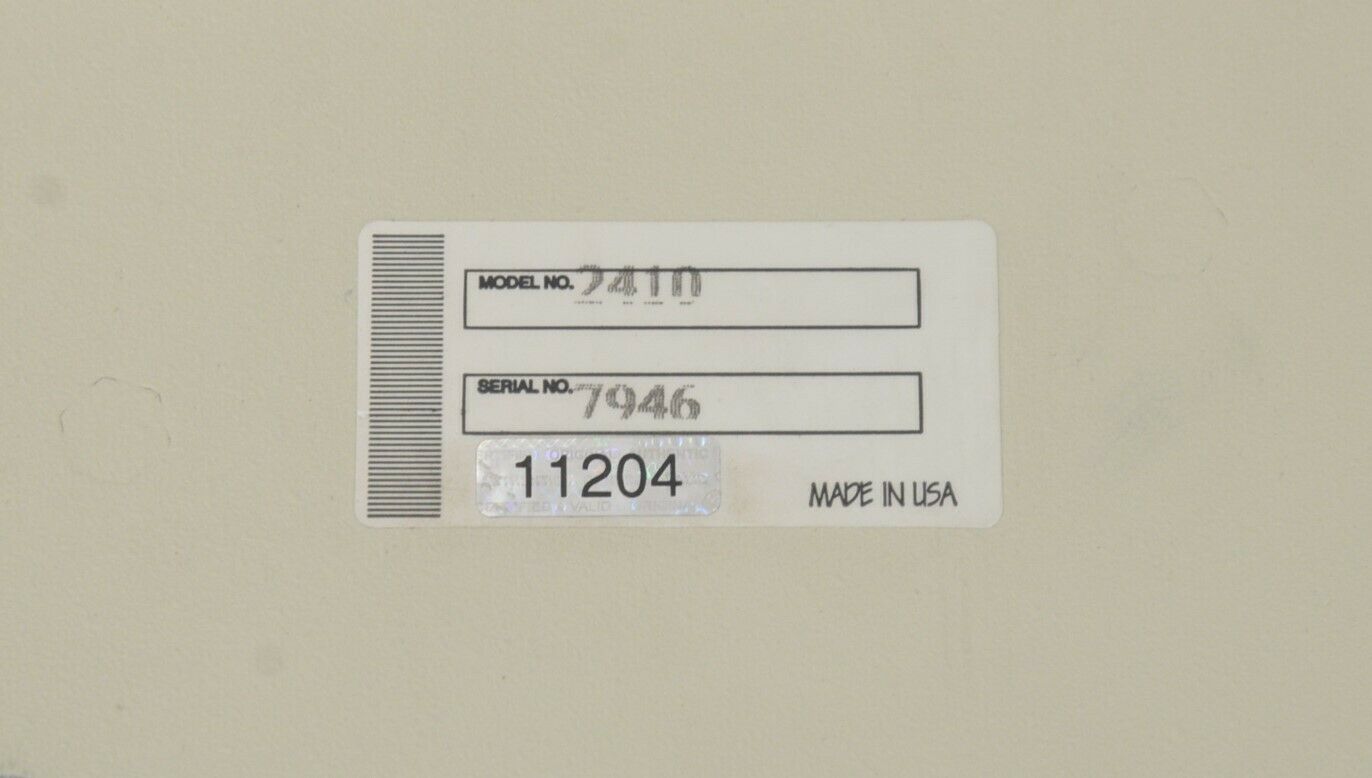 MODEL NO. 2410
SERIAL NO. 7946
11204
MADE IN USA